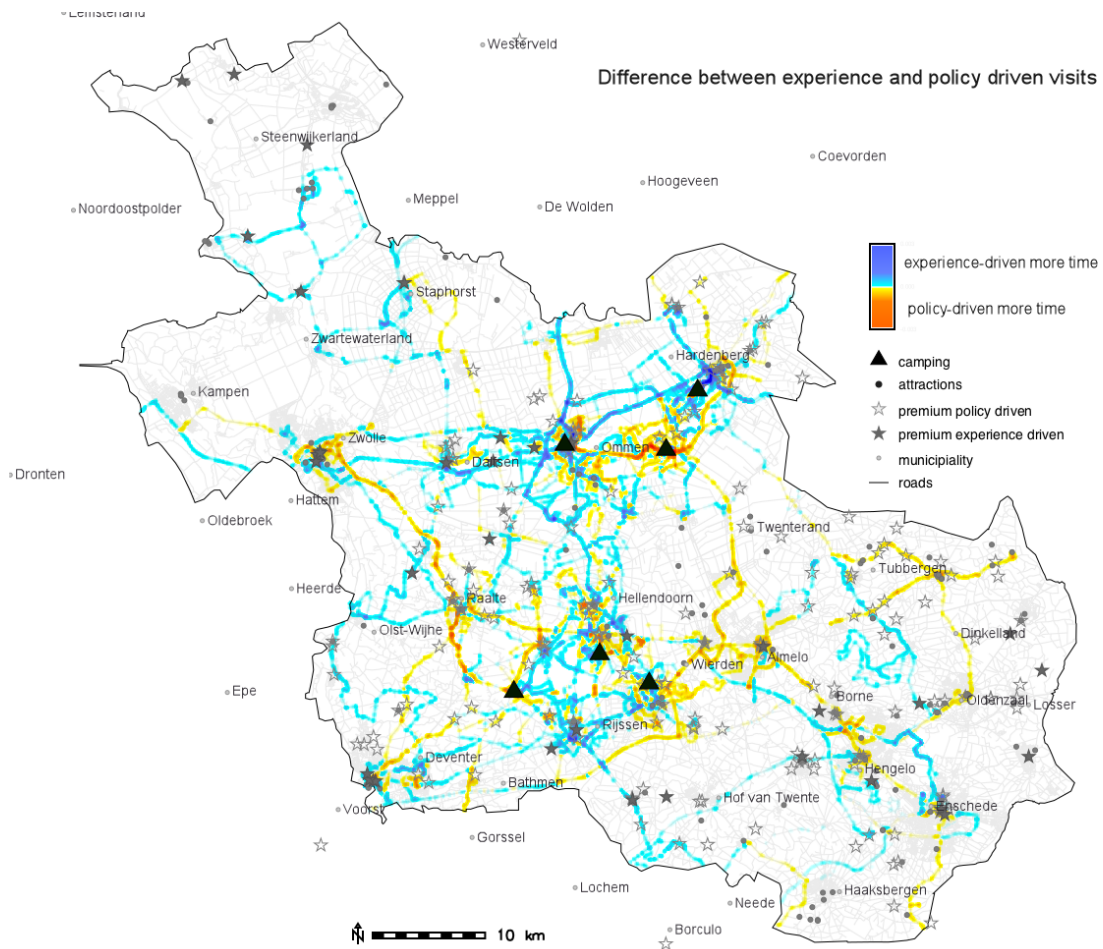 Lemsterland
Westerveld
Difference between experience and policy driven visits
Steenwijkerland
Coevorden
Hoogeveen
Meppel
De Wolden
Noordoostpolder
experience-driven more time
Staphorst
policy-driven more time
Zwartewaterland
Hardenberg
camping
attractions
Kampen
premium policy driven
premium experience driven
Zwolle
Ommen
municipiality
Dalfsen
Dronten
roads
Hattem
Oldebroek
Twenterand
Tubbergen
Heerde
Raalte
Hellendoorn
Olst-Wijhe
Dinkelland
Almelo
Wierden
Epe
Borne
Oldenzaal
Losser
Rijssen
Deventer
Hengelo
Bathmen
Hof van Twente
Voorst
Enschede
Gorssel
Lochem
Haaksbergen
Neede
N
10 km
Borculo